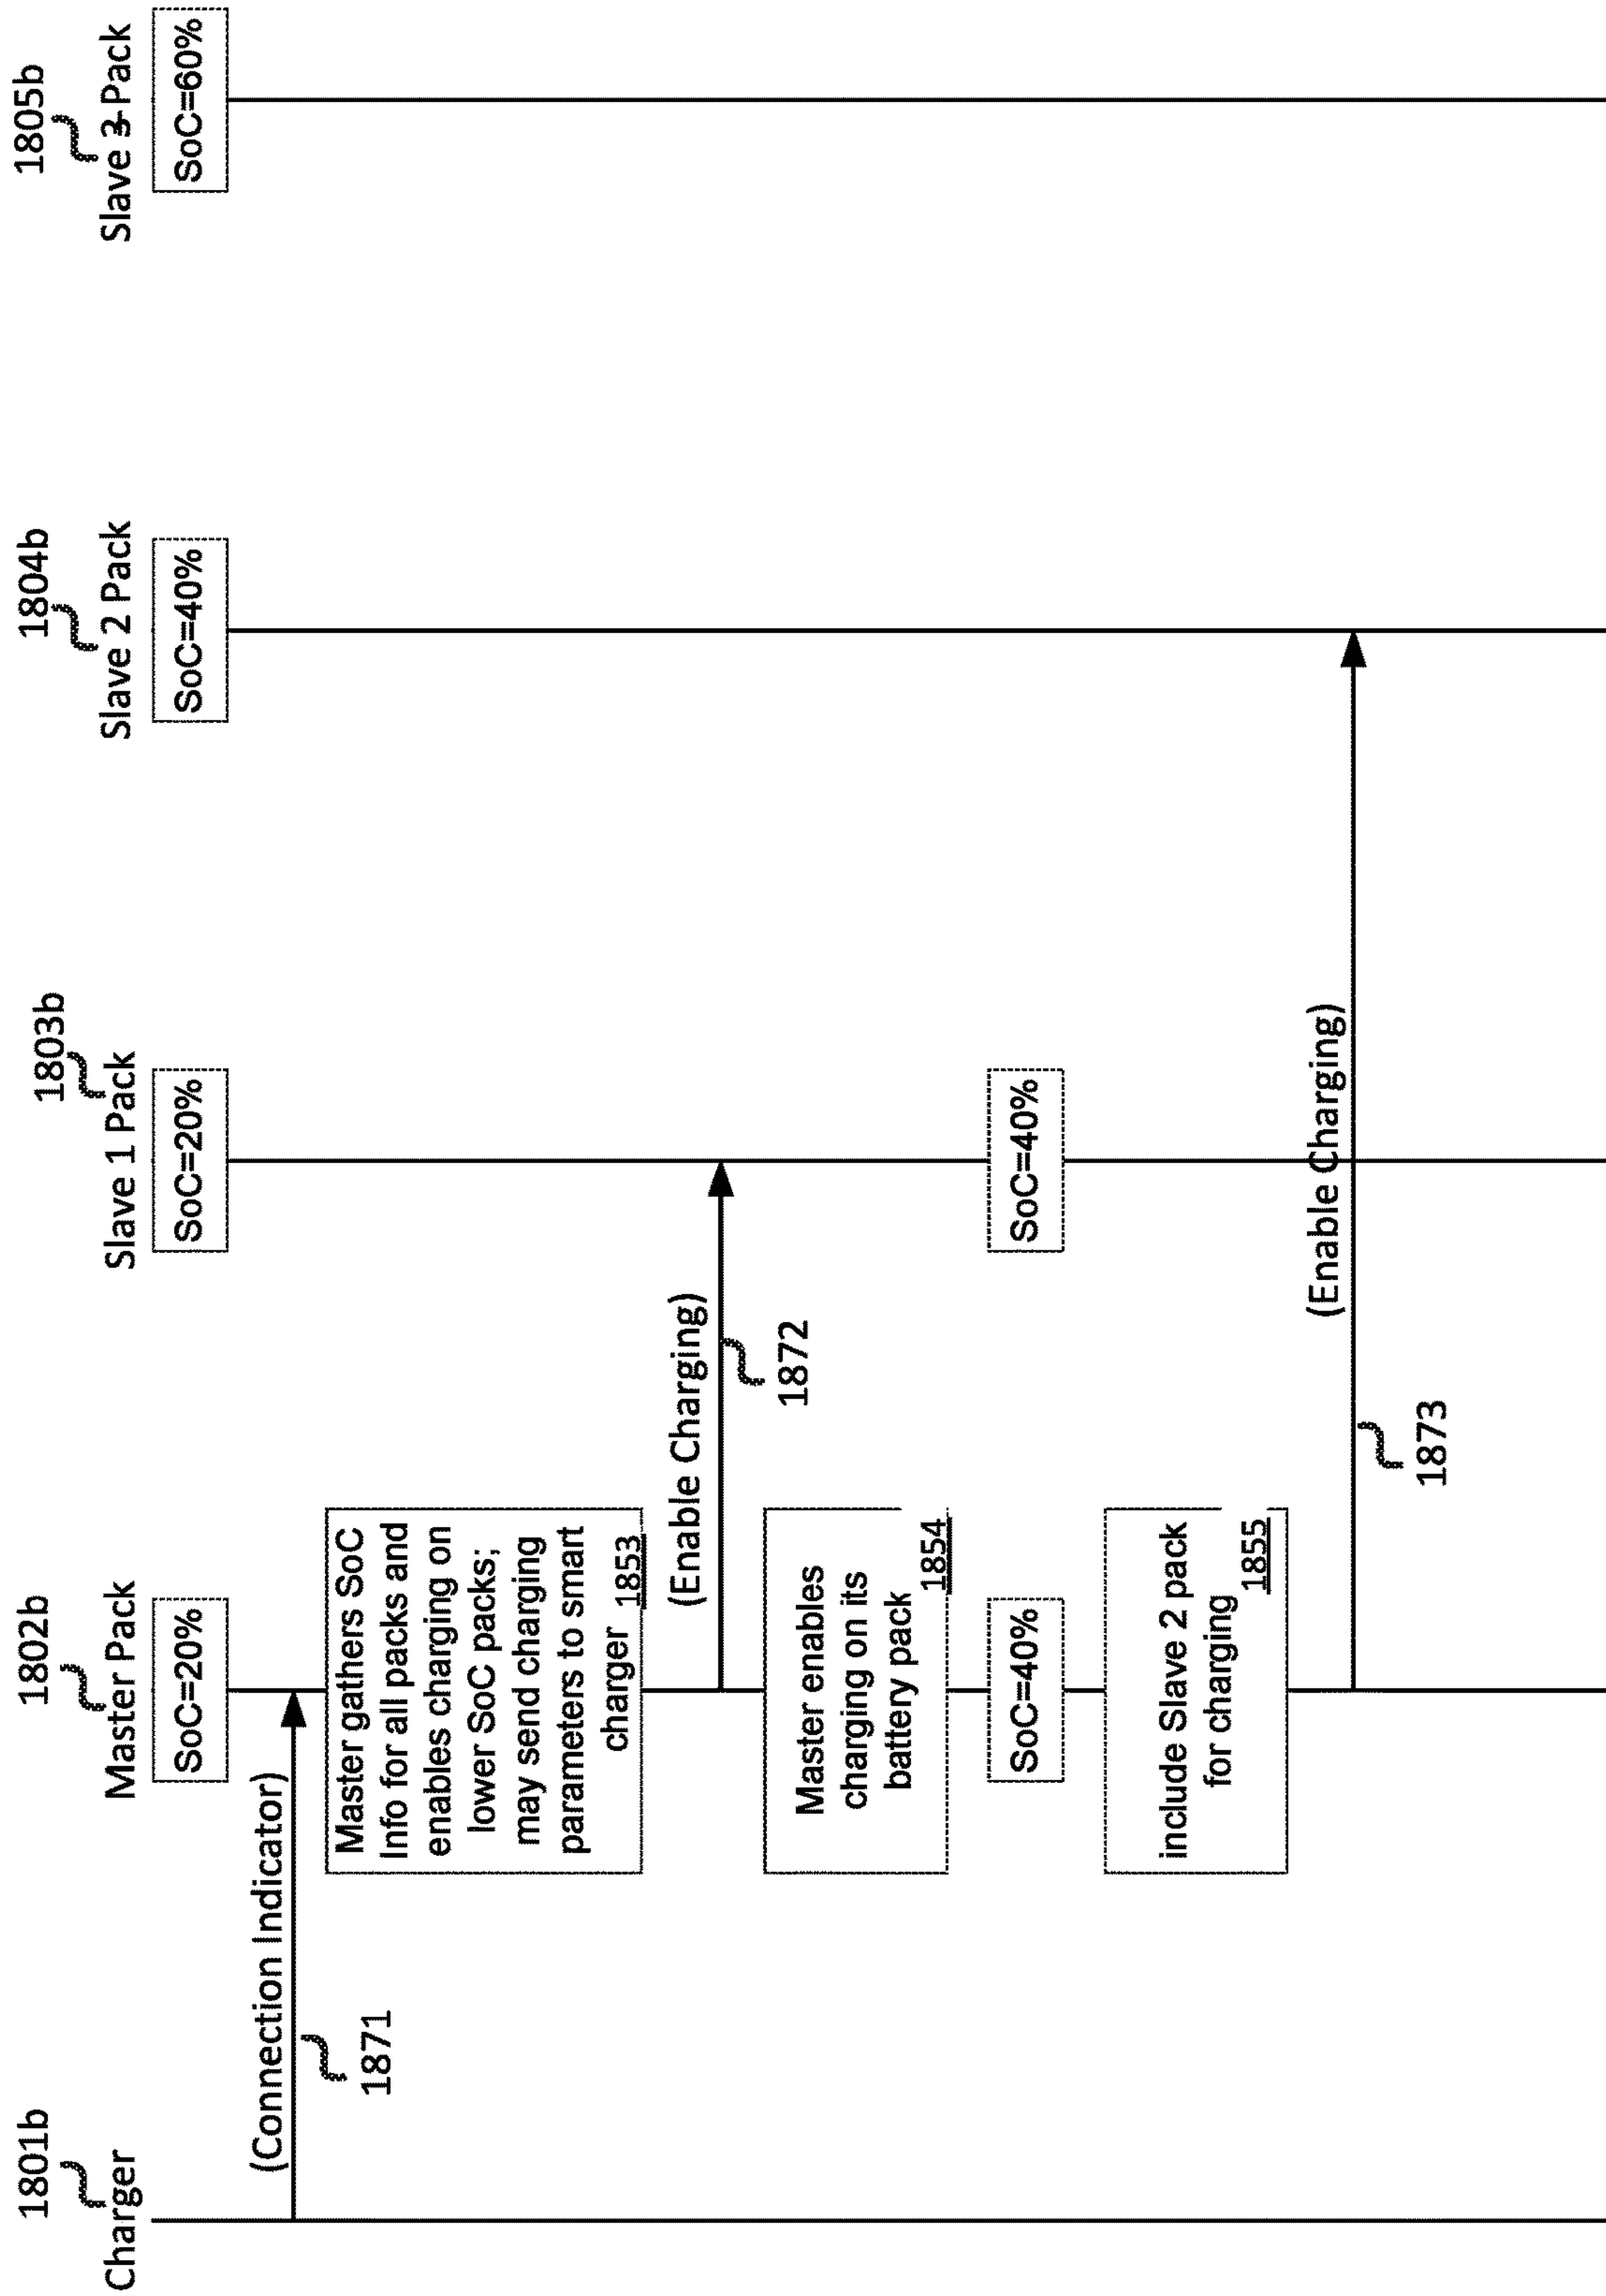 1801b
Charger
1802b
Master Pack
1803b
Slave 1 Pack
1804b
Slave 2 Pack
1805b
Slave 3 Pack
SoC=20%
SoC=20%
SoC=40%
SoC=60%
(Connection Indicator)
1871
Master gathers SoC
Info for all packs and
enables charging on
lower SoC packs;
may send charging
parameters to smart
charger 1853
(Enable Charging)
1872
Master enables
charging on its
battery pack
1854
SoC=40%
SoC=40%
include Slave 2 pack
for charging
1855
(Enable Charging)
1873